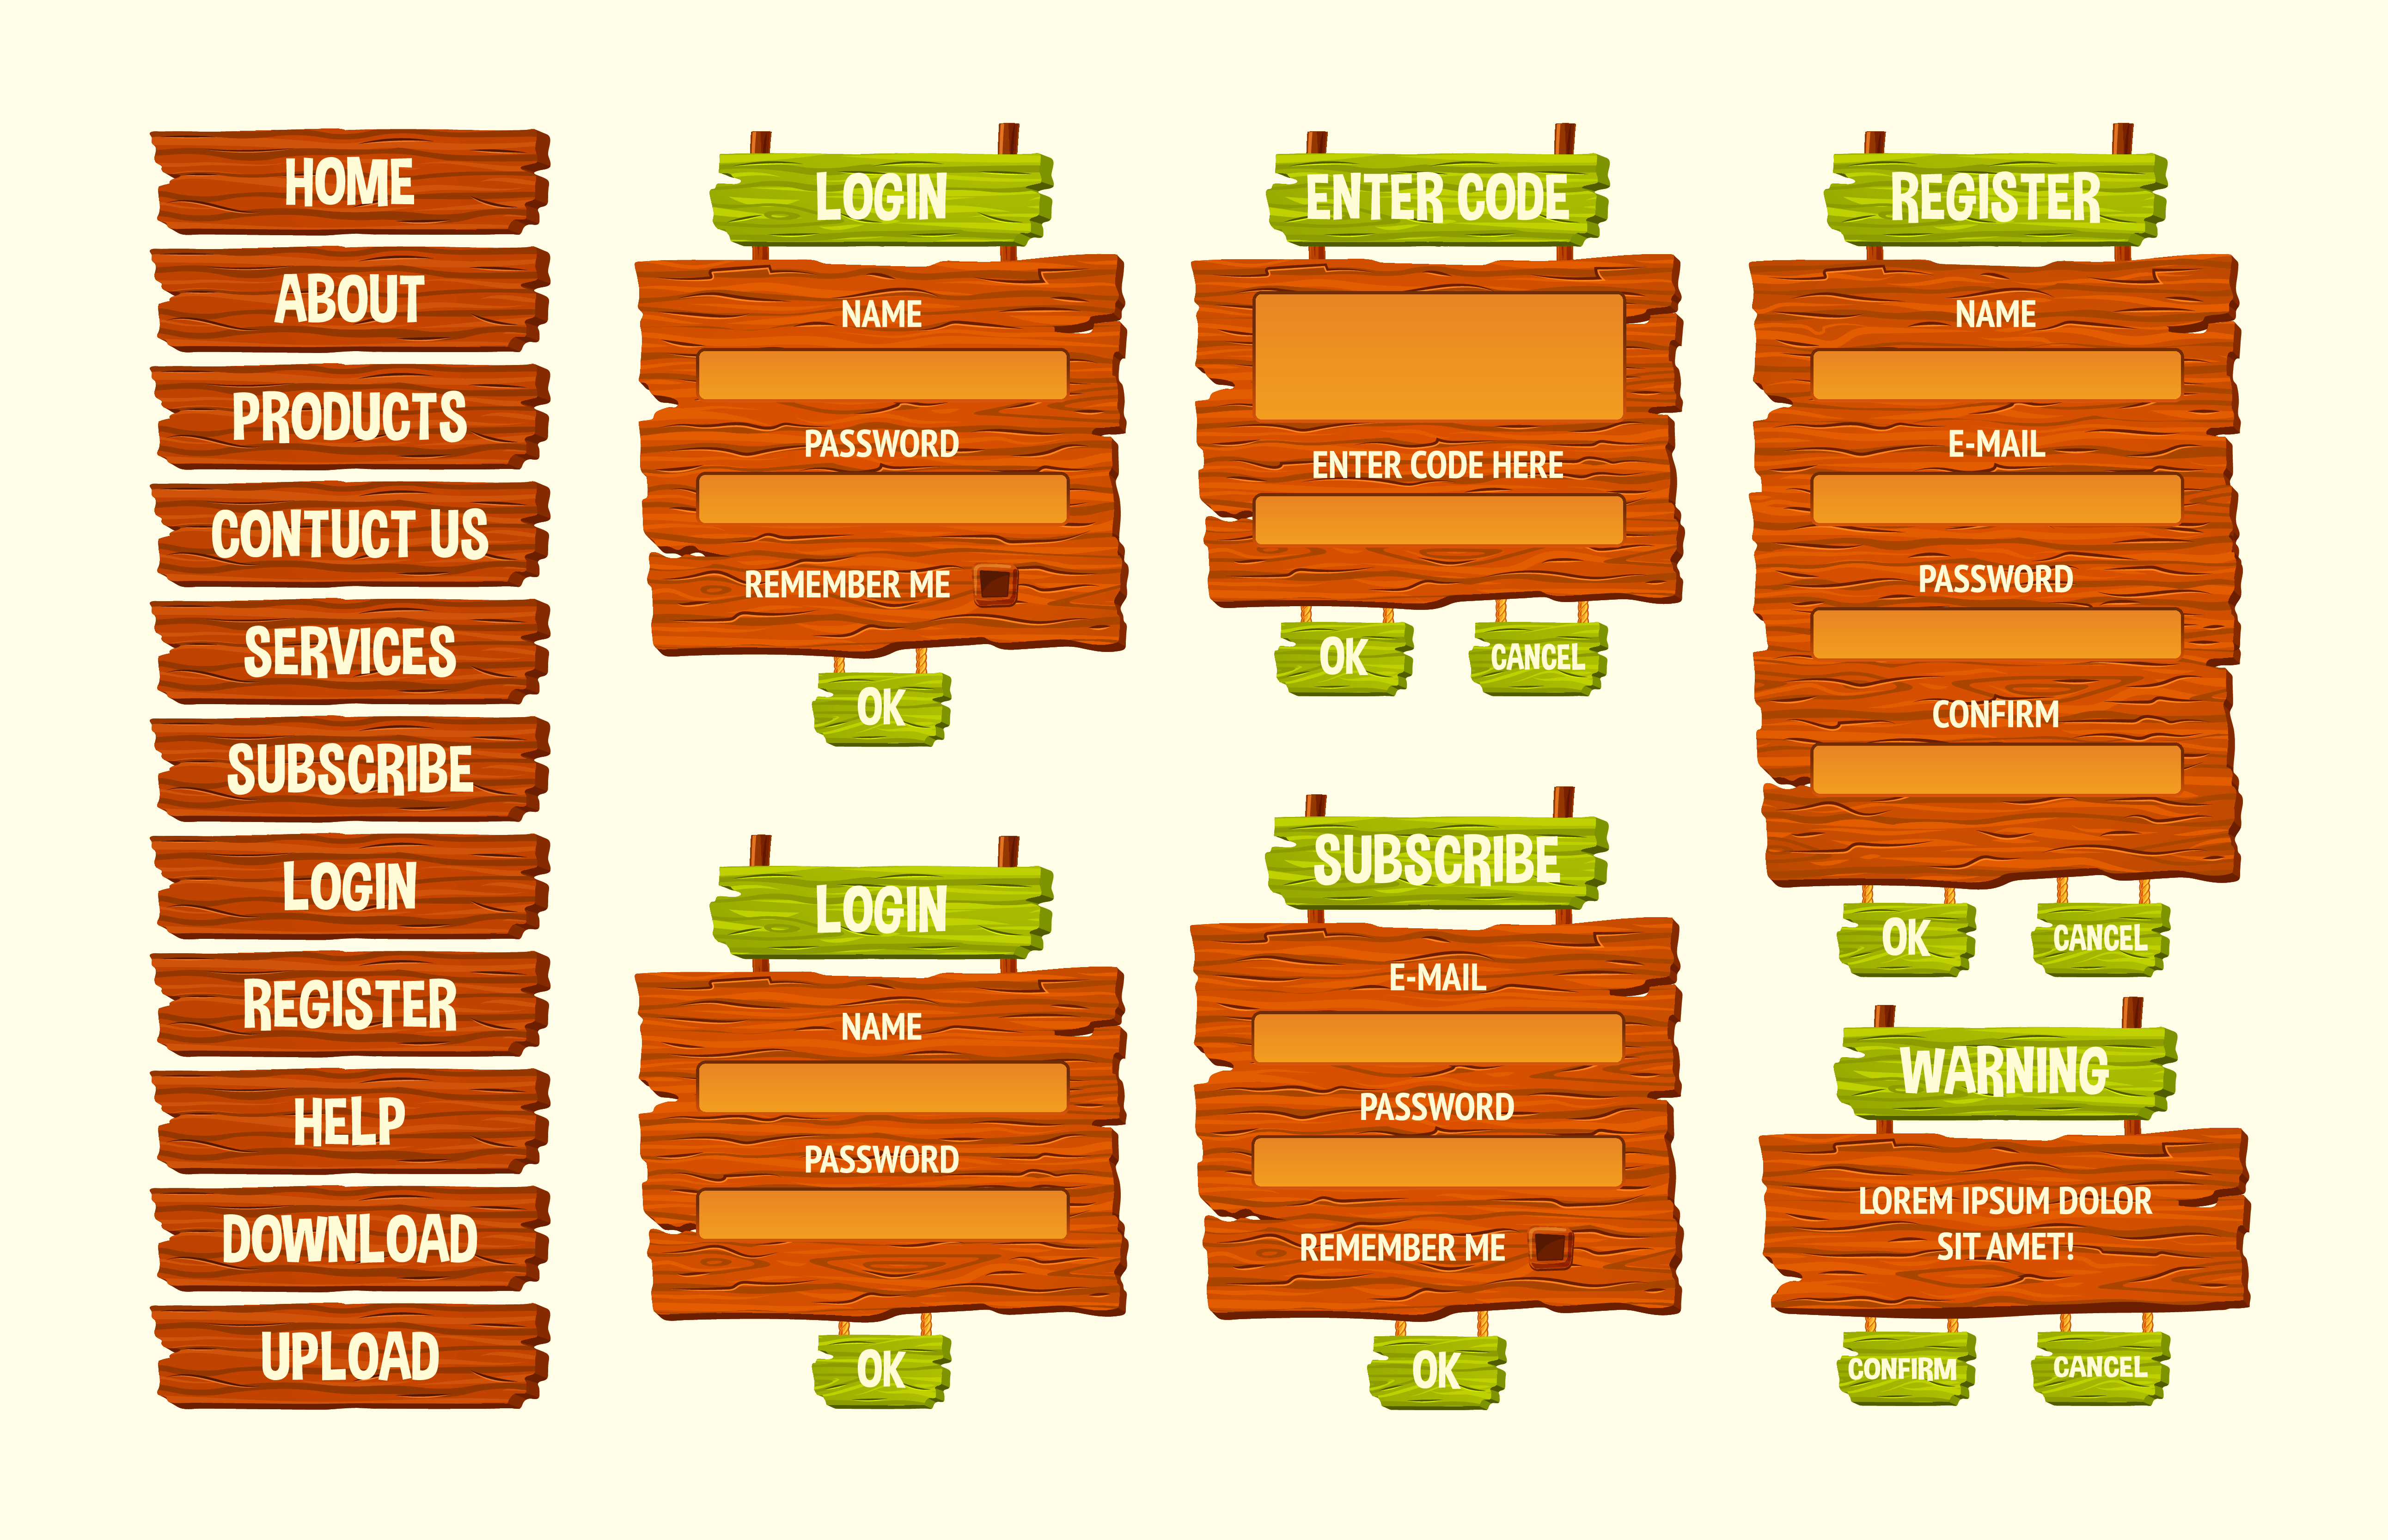 HOME
ABOUT
PRODUCTS
CONTUCT US
SERVICES
SUBSCRIBE
LOGIN
REGISTER
HELP
DOWNLOAD
UPLOAD
LOGIN
NAME
PASSWORD
REMEMBER ME
OK
LOGIN
NAME
PASSWORD
OK
ENTER CODE
ENTER CODE HERE
OK
CANCEL
SUBSCRIBE
E-MAIL
PASSWORD
REMEMBER ME
OK
REGISTER
NAME
E-MAIL
PASSWORD
CONFIRM
OK
CANCEL
WARNING
LOREM IPSUM DOLOR
SIT AMET!
CONFIRM
CANCEL